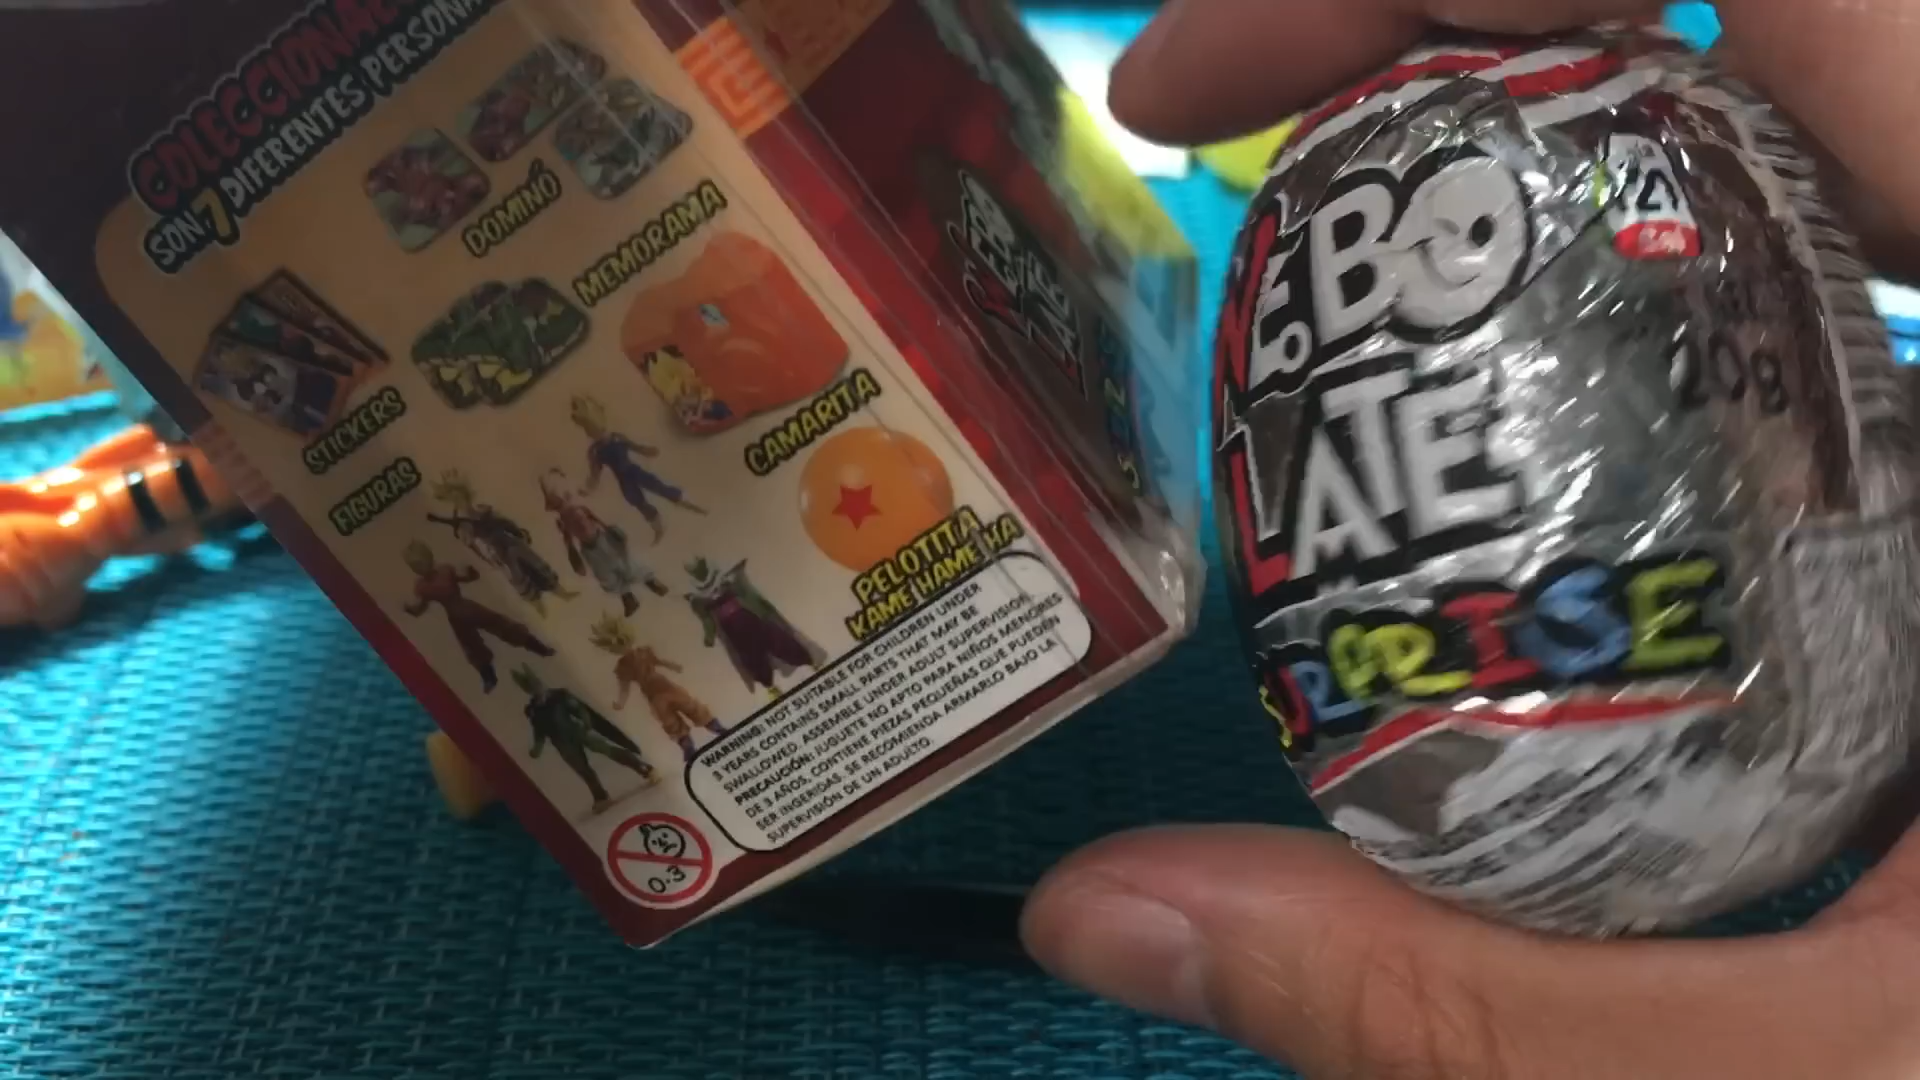 SON 7 DIFERENTES
DOMINÓ
MEMORAMA
STICKERS
CAMARITA
FIGURAS
PELOTITA
KAME HAME HA
WARNING: NOT SUITABLE FOR CHILDREN UNDER
3 YEARS CONTAINS SMALL PARTS THAT MAY BE
SWALLOWED. ASSEMBLE UNDER ADULT SUPERVISION.
PRECAUCIÓN: JUGUETE NO APTO PARA NIÑOS MENORES
DE 3 AÑOS. CONTIENE PIEZAS PEQUEÑAS QUE PUEDEN
SER INGERIDAS. SE RECOMIENDA ARMARLO BAJO LA
SUPERVISIÓN DE UN ADULTO.
0-3
BO
LATE
20g